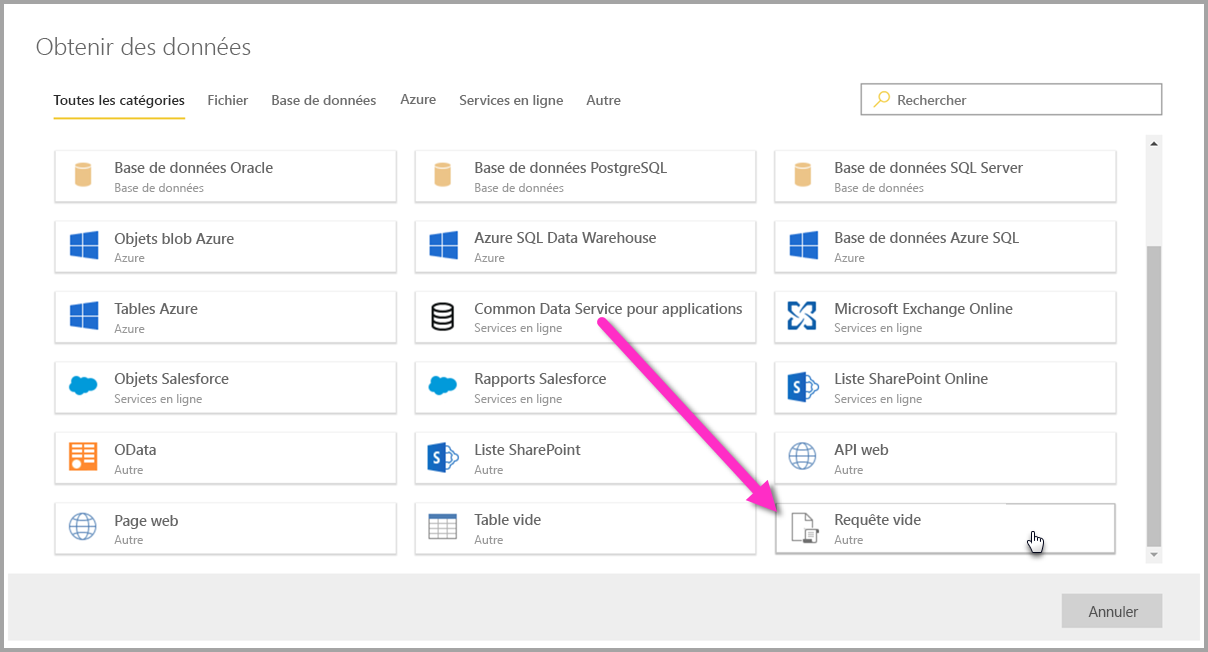 Obtenir des données
Toutes les catégories Fichier Base de données Azure Services en ligne Autre Rechercher
Base de données Oracle
Base de données
Base de données PostgreSQL
Base de données
Base de données SQL Server
Base de données
Objets blob Azure
Azure
Azure SQL Data Warehouse
Azure
Base de données Azure SQL
Azure
Tables Azure
Azure
Common Data Service pour applications
Services en ligne
Microsoft Exchange Online
Services en ligne
Objets Salesforce
Services en ligne
Rapports Salesforce
Services en ligne
Liste SharePoint Online
Services en ligne
OData
Autre
Liste SharePoint
Autre
API web
Autre
Page web
Autre
Table vide
Autre
Requête vide
Autre
Annuler